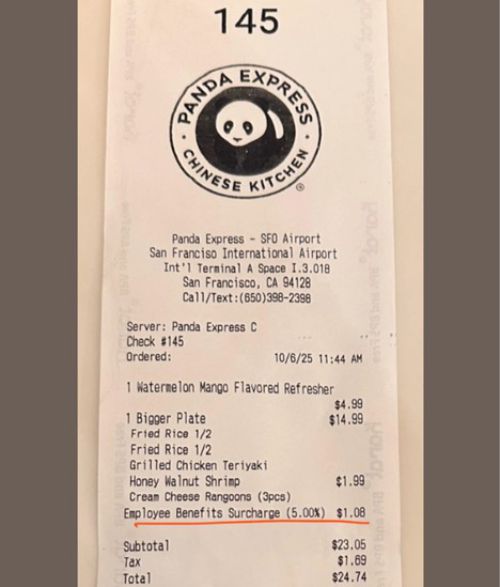 145
PANDA EXPRESS
CHINESE KITCHEN
®
Panda Express - SFO Airport
San Franciso International Airport
Int'l Terminal A Space I.3.018
San Francisco, CA 94128
Call/Text:(650)398-2398
Server: Panda Express C
Check #145
Ordered: 10/6/25 11:44 AM
1 Watermelon Mango Flavored Refresher
$4.99
1 Bigger Plate $14.99
Fried Rice 1/2
Fried Rice 1/2
Grilled Chicken Teriyaki
Honey Walnut Shrimp $1.99
Cream Cheese Rangoons (3pcs)
Employee Benefits Surcharge (5.00%) $1.08
Subtotal $23.05
Tax $1.69
Total $24.74